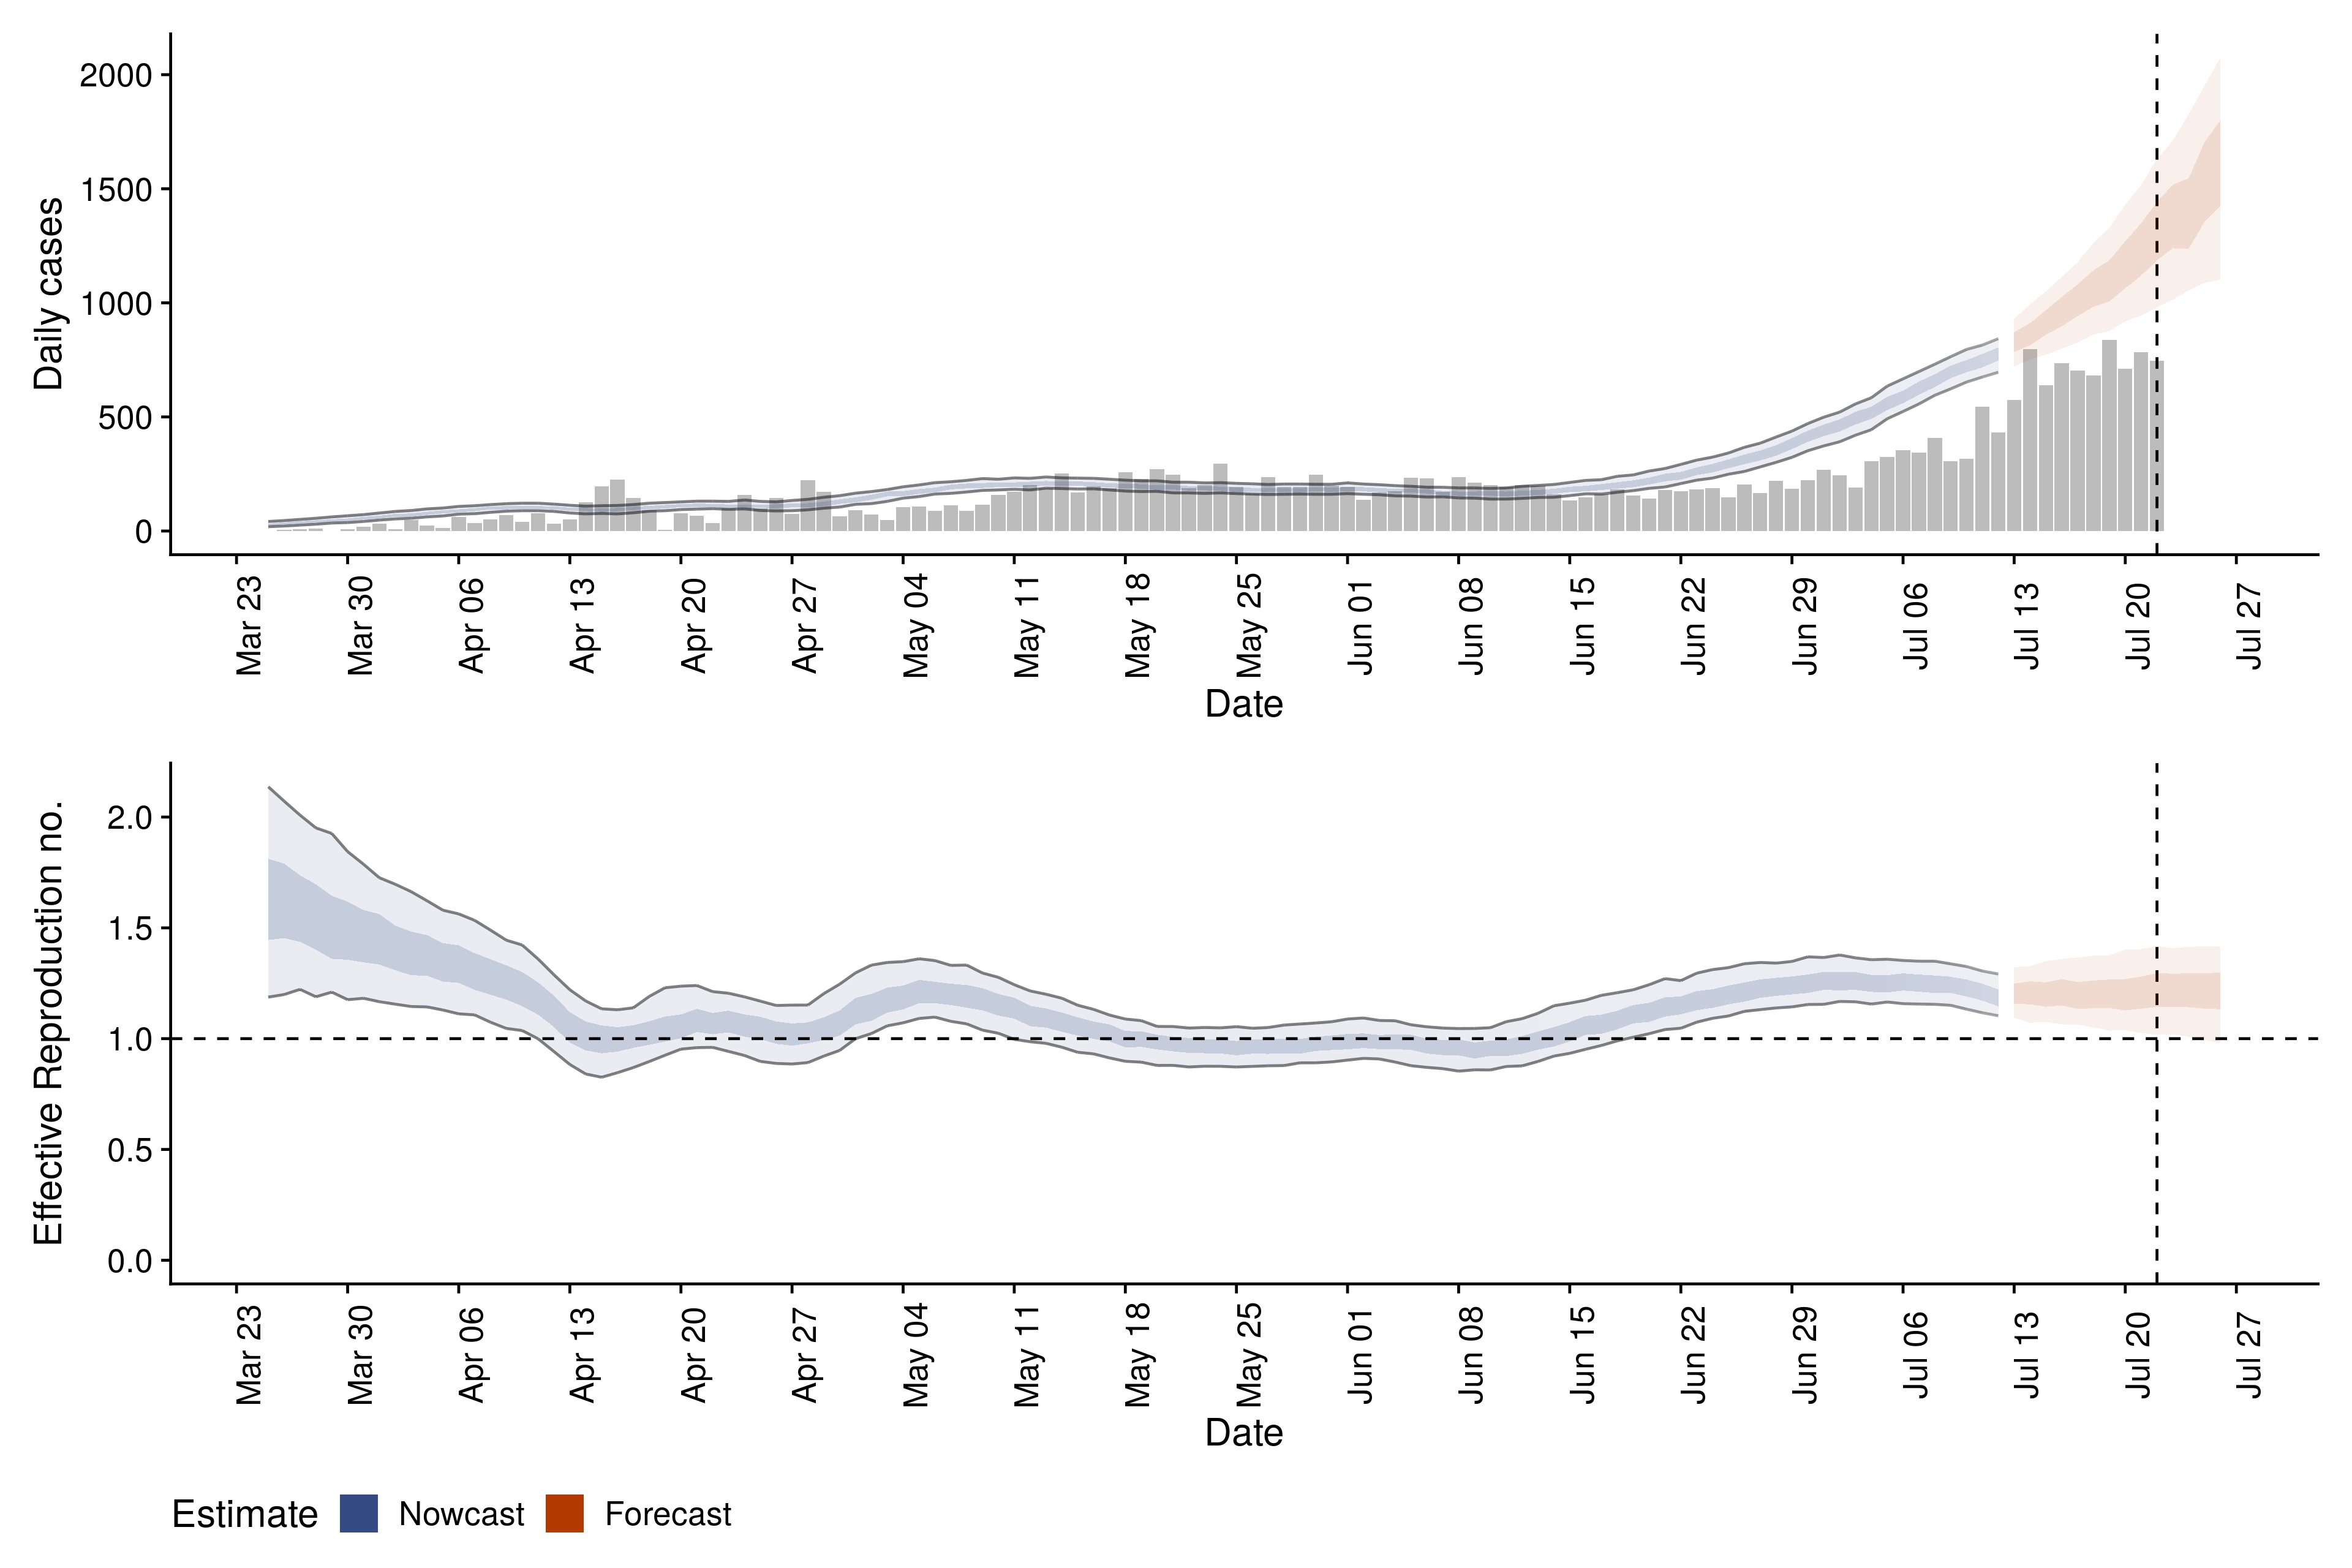 Daily cases
2000
1500
1000
500
0
Mar 23
Mar 30
Apr 06
Apr 13
Apr 20
Apr 27
May 04
May 11
May 18
May 25
Jun 01
Jun 08
Jun 15
Jun 22
Jun 29
Jul 06
Jul 13
Jul 20
Jul 27
Date
Effective Reproduction no.
2.0
1.5
1.0
0.5
0.0
Mar 23
Mar 30
Apr 06
Apr 13
Apr 20
Apr 27
May 04
May 11
May 18
May 25
Jun 01
Jun 08
Jun 15
Jun 22
Jun 29
Jul 06
Jul 13
Jul 20
Jul 27
Date
Estimate Nowcast Forecast